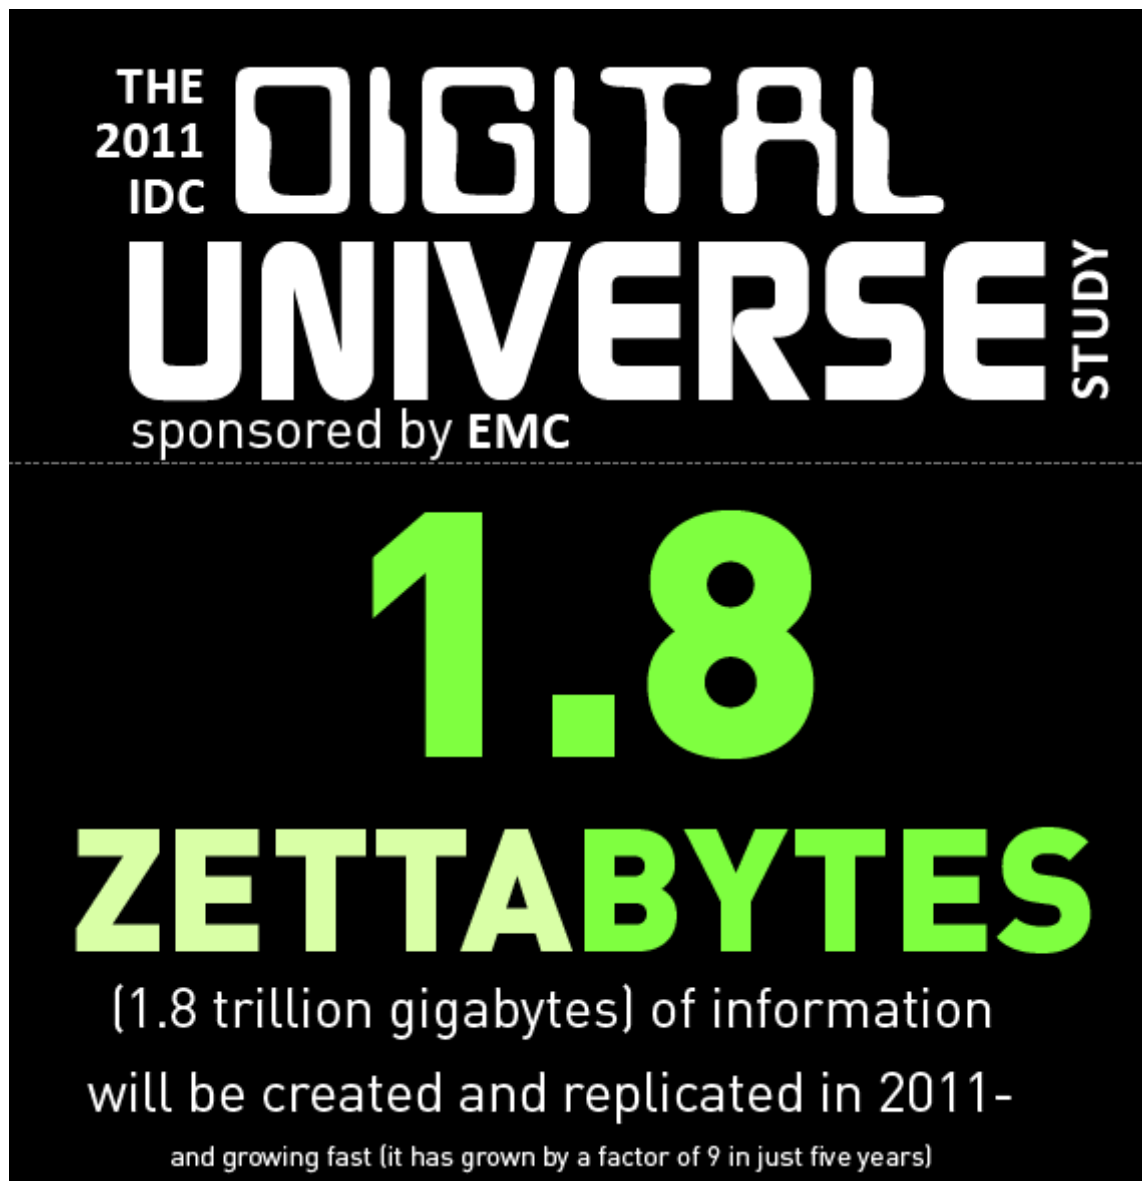 THE
2011
IDC
DIGITAL
UNIVERSE
STUDY
sponsored by EMC
1.8
ZETTABYTES
(1.8 trillion gigabytes) of information
will be created and replicated in 2011-
and growing fast (it has grown by a factor of 9 in just five years)